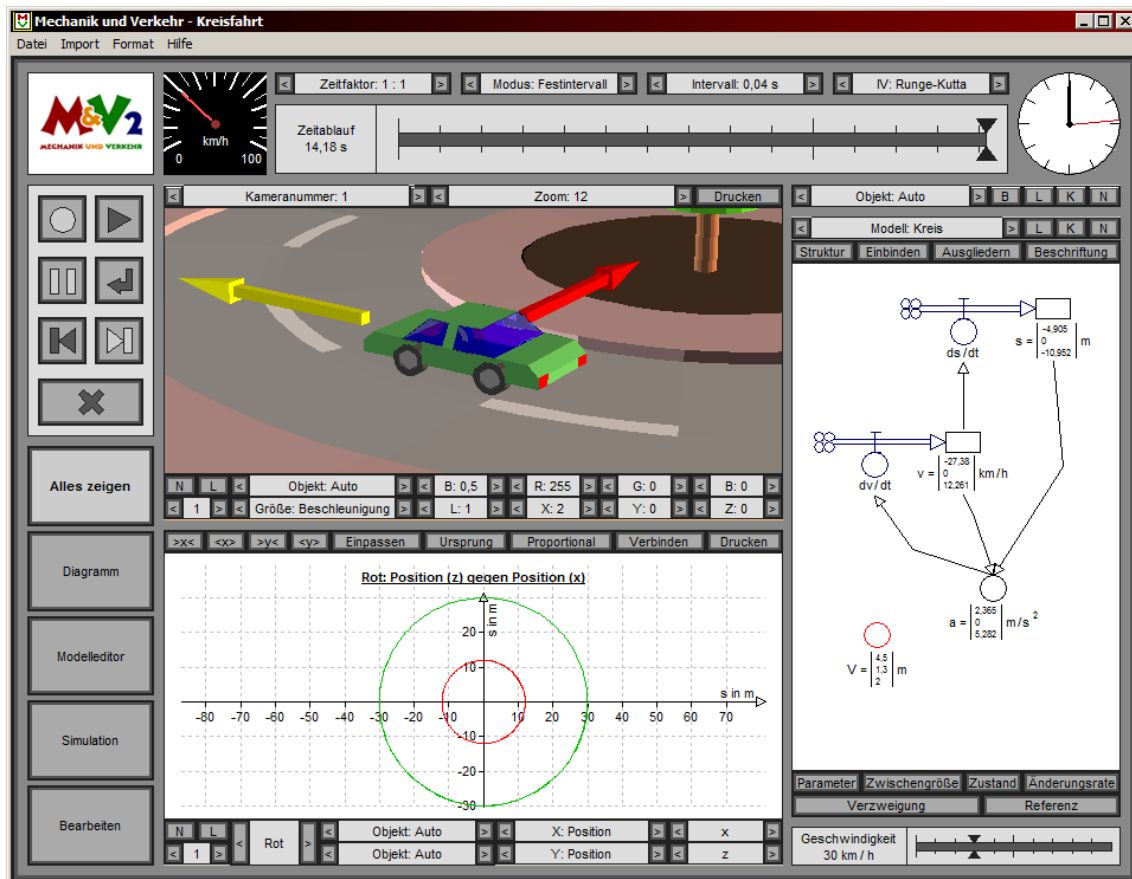 Mechanik und Verkehr - Kreisfahrt
Datei Import Format Hilfe
M&V2
MECHANIK UND VERKEHR
km/h
0 100
< Zeitfaktor: 1 : 1 > < Modus: Festintervall > < Intervall: 0,04 s > < IV: Runge-Kutta >
Zeitablauf
14,18 s
< Kameranummer: 1 > < Zoom: 12 > Drucken
< Objekt: Auto > B L K N
< Modell: Kreis > L K N
Struktur Einbinden Ausgliedern Beschriftung
ds/dt
s = -4,905 0 -10,952 m
dv/dt
v = -27,38 0 12,261 km/h
a = 2,365 0 5,282 m/s 2
V = 4,5 1,3 2 m
Parameter Zwischengröße Zustand Änderungsrate
Verzweigung Referenz
Geschwindigkeit
30 km / h
Alles zeigen
Diagramm
Modelleditor
Simulation
Bearbeiten
N L < Objekt: Auto > < B: 0,5 > < R: 255 > < G: 0 > < B: 0 >
< 1 > < Größe: Beschleunigung > < L: 1 > < X: 2 > < Y: 0 > < Z: 0 >
>x< <x> >y< <y> Einpassen Ursprung Proportional Verbinden Drucken
Rot: Position (z) gegen Position (x)
s in m
20
10
s in m
-80 -70 -60 -50 -40 -30 -20 -10 10 20 30 40 50 60 70
-10
-20
-30
N L < Rot > < Objekt: Auto > < X: Position > < x >
< 1 > < Objekt: Auto > < Y: Position > < z >